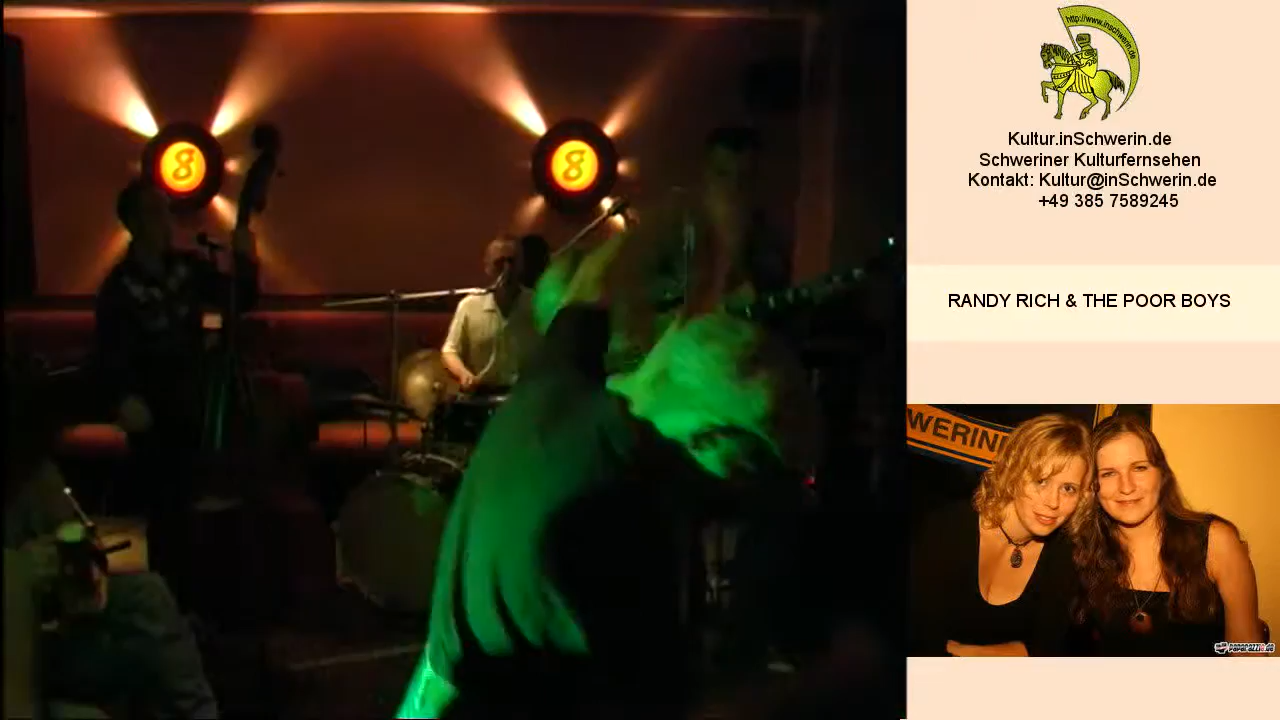 8
8
http://www.inschwerin.de
Kultur.inSchwerin.de
Schweriner Kulturfernsehen
Kontakt: Kultur@inSchwerin.de
+49 385 7589245
RANDY RICH & THE POOR BOYS
WERIN